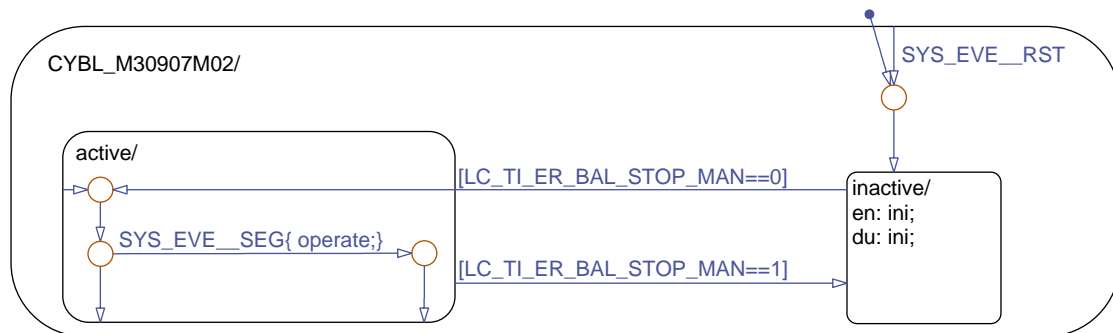 SYS_EVE__RST
CYBL_M30907M02/
active/
[LC_TI_ER_BAL_STOP_MAN==0]
inactive/
en: ini;
du: ini;
SYS_EVE__SEG{ operate;}
[LC_TI_ER_BAL_STOP_MAN==1]